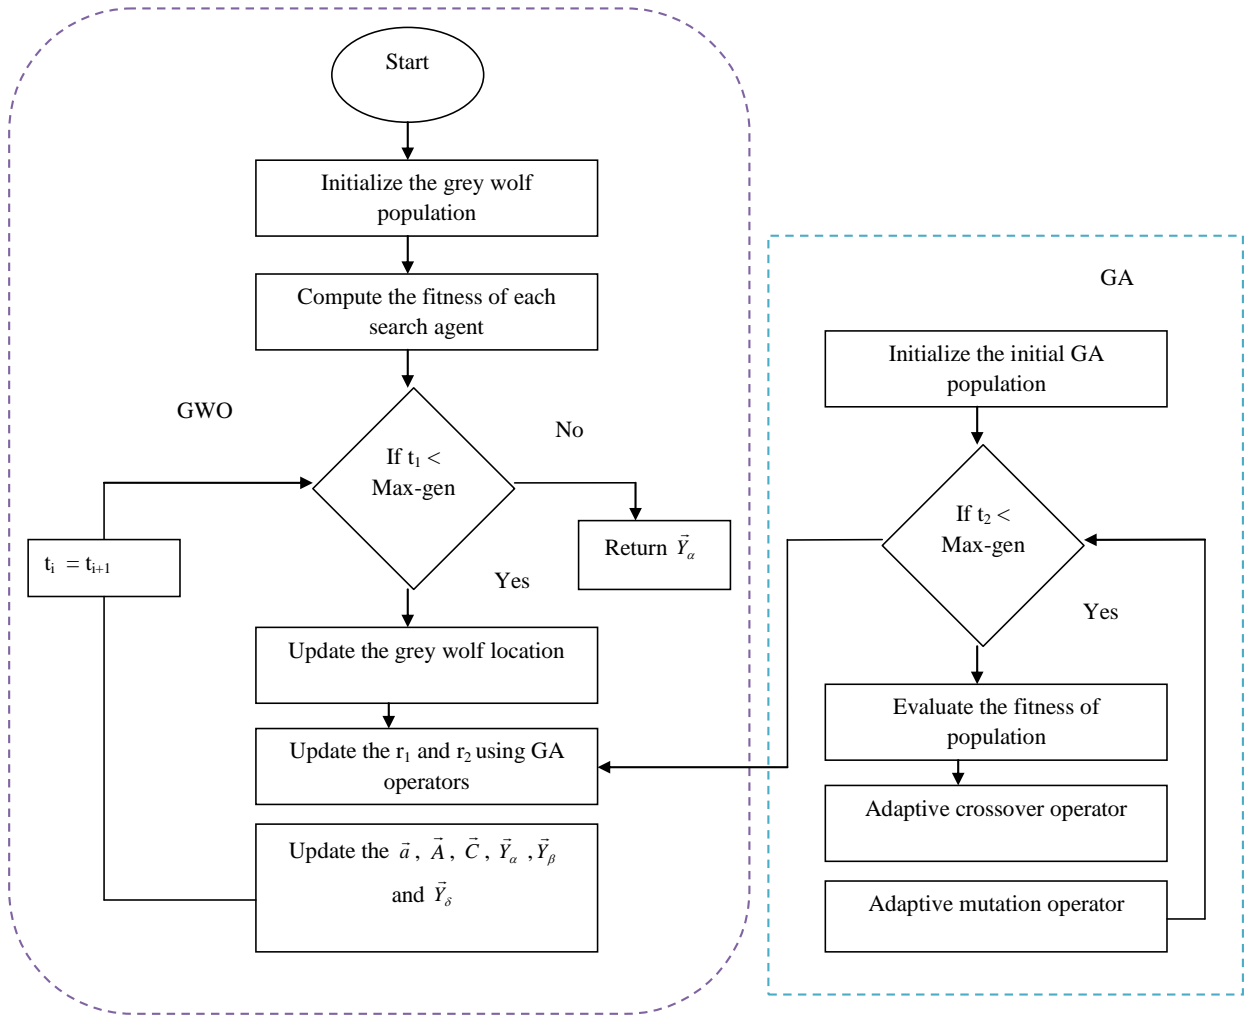 Start
Initialize the grey wolf
population
Compute the fitness of each
search agent
GWO
No
If t₁ <
Max-gen
Return Y⃗α
tᵢ = tᵢ₊₁
Yes
Update the grey wolf location
Update the r₁ and r₂ using GA
operators
Update the a⃗ , A⃗ , C⃗ , Y⃗α , Y⃗β
and Y⃗δ
GA
Initialize the initial GA
population
If t₂ <
Max-gen
Yes
Evaluate the fitness of
population
Adaptive crossover operator
Adaptive mutation operator